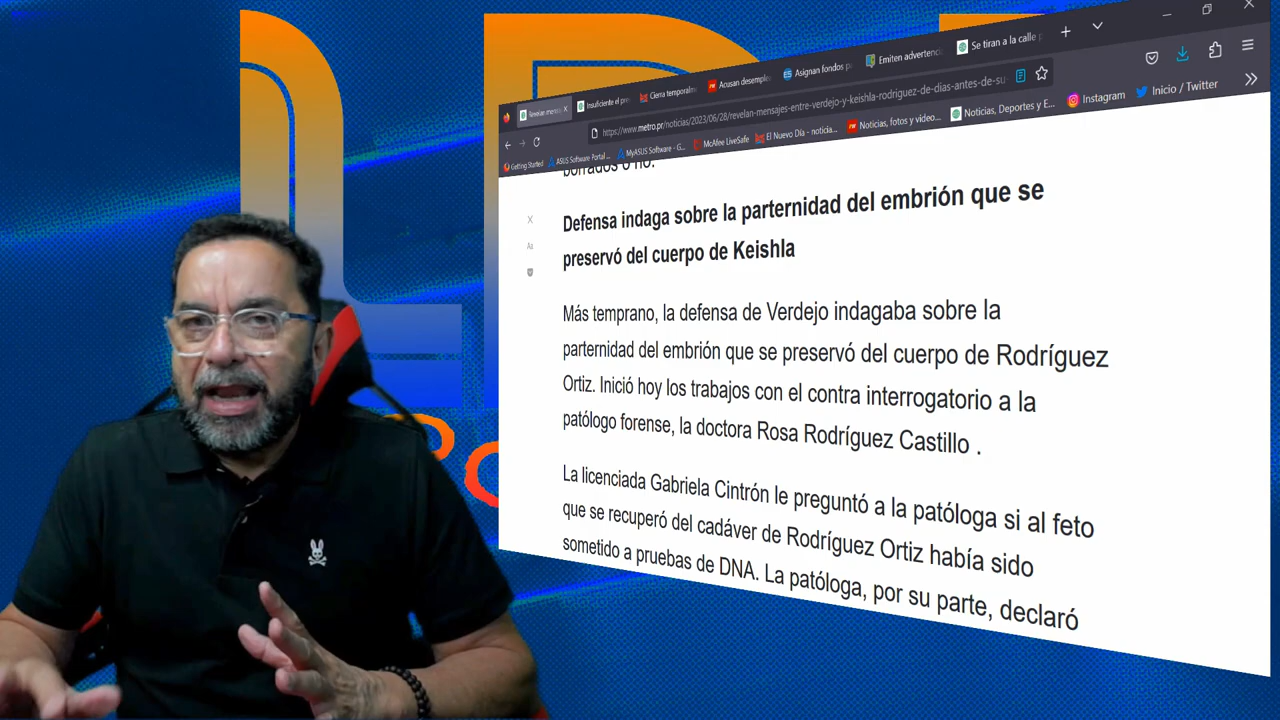 Revelan mensa
Insuficiente el pre
Cierra temporalm
Acusan desemple
Asignan fondos p
Emiten advertenc
Se tiran a la calle p
https://www.metro.pr/noticias/2023/06/28/revelan-mensajes-entre-verdejo-y-keishla-rodriguez-de-dias-antes-de-su
Getting Started
ASUS Software Portal ...
MyASUS Software - G...
McAfee LiveSafe
El Nuevo Día - noticia...
Noticias, fotos y video...
Noticias, Deportes y E...
Instagram
Inicio / Twitter
borrados o no.
Defensa indaga sobre la parternidad del embrión que se
preservó del cuerpo de Keishla
Más temprano, la defensa de Verdejo indagaba sobre la
parternidad del embrión que se preservó del cuerpo de Rodríguez
Ortiz. Inició hoy los trabajos con el contra interrogatorio a la
patólogo forense, la doctora Rosa Rodríguez Castillo .
La licenciada Gabriela Cintrón le preguntó a la patóloga si al feto
que se recuperó del cadáver de Rodríguez Ortiz había sido
sometido a pruebas de DNA. La patóloga, por su parte, declaró